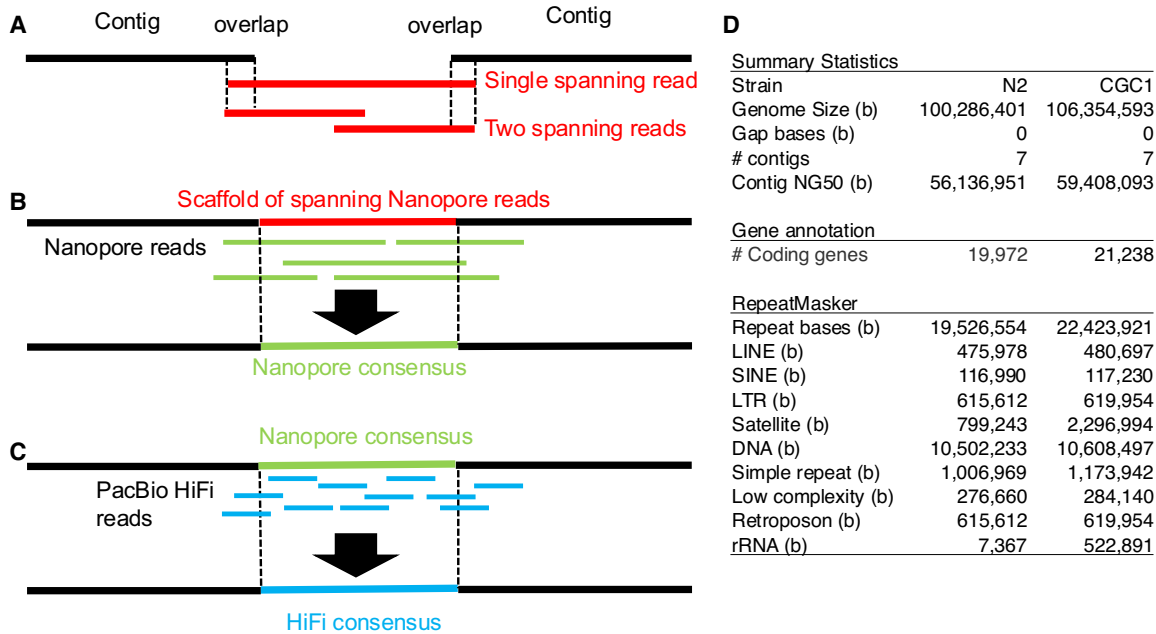 A
Contig
overlap
overlap
Contig
Single spanning read
Two spanning reads
B
Scaffold of spanning Nanopore reads
Nanopore reads
Nanopore consensus
C
Nanopore consensus
PacBio HiFi
reads
HiFi consensus
D
Summary Statistics
Strain N2 CGC1
Genome Size (b) 100,286,401 106,354,593
Gap bases (b) 0 0
# contigs 7 7
Contig NG50 (b) 56,136,951 59,408,093
Gene annotation
# Coding genes 19,972 21,238
RepeatMasker
Repeat bases (b) 19,526,554 22,423,921
LINE (b) 475,978 480,697
SINE (b) 116,990 117,230
LTR (b) 615,612 619,954
Satellite (b) 799,243 2,296,994
DNA (b) 10,502,233 10,608,497
Simple repeat (b) 1,006,969 1,173,942
Low complexity (b) 276,660 284,140
Retroposon (b) 615,612 619,954
rRNA (b) 7,367 522,891